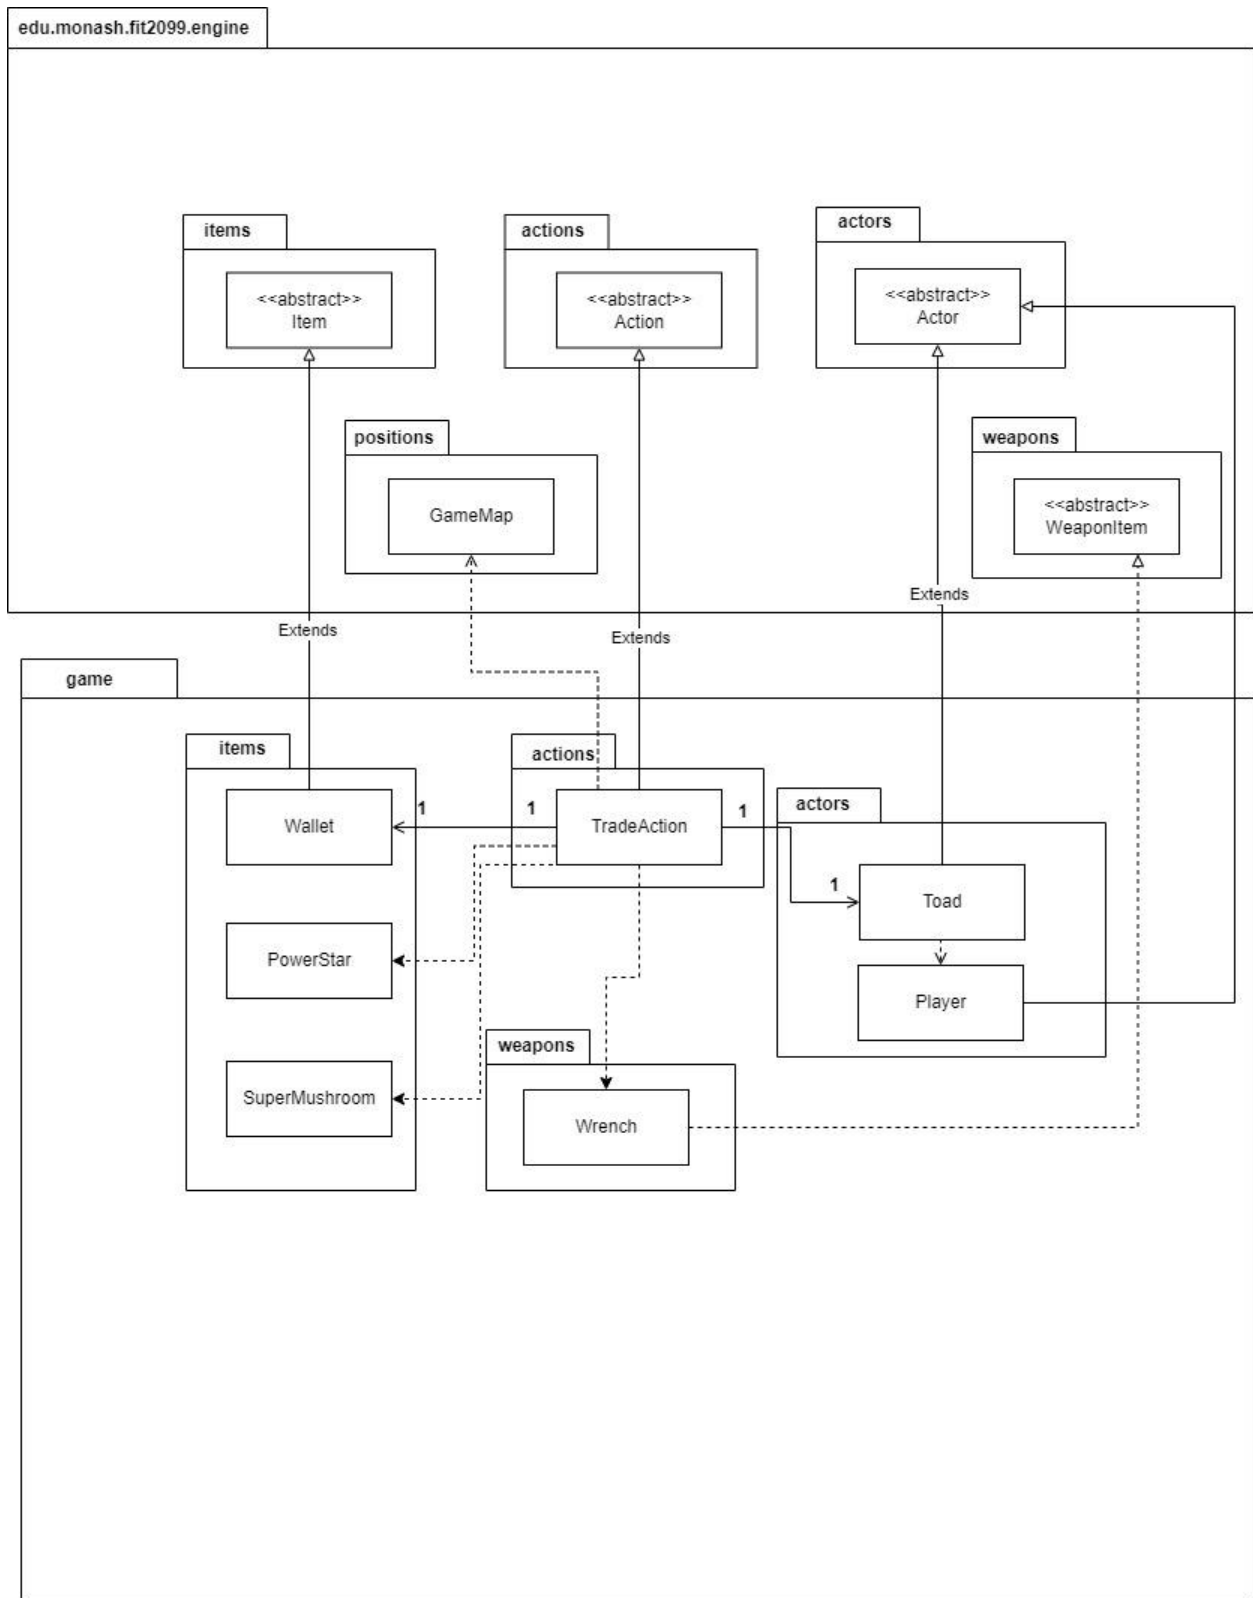 edu.monash.fit2099.engine
items
actions
actors
<<abstract>>
Item
<<abstract>>
Action
<<abstract>>
Actor
positions
weapons
GameMap
<<abstract>>
WeaponItem
Extends
Extends
Extends
game
items
actions
actors
Wallet
1
1
TradeAction
1
1
Toad
PowerStar
Player
weapons
SuperMushroom
Wrench